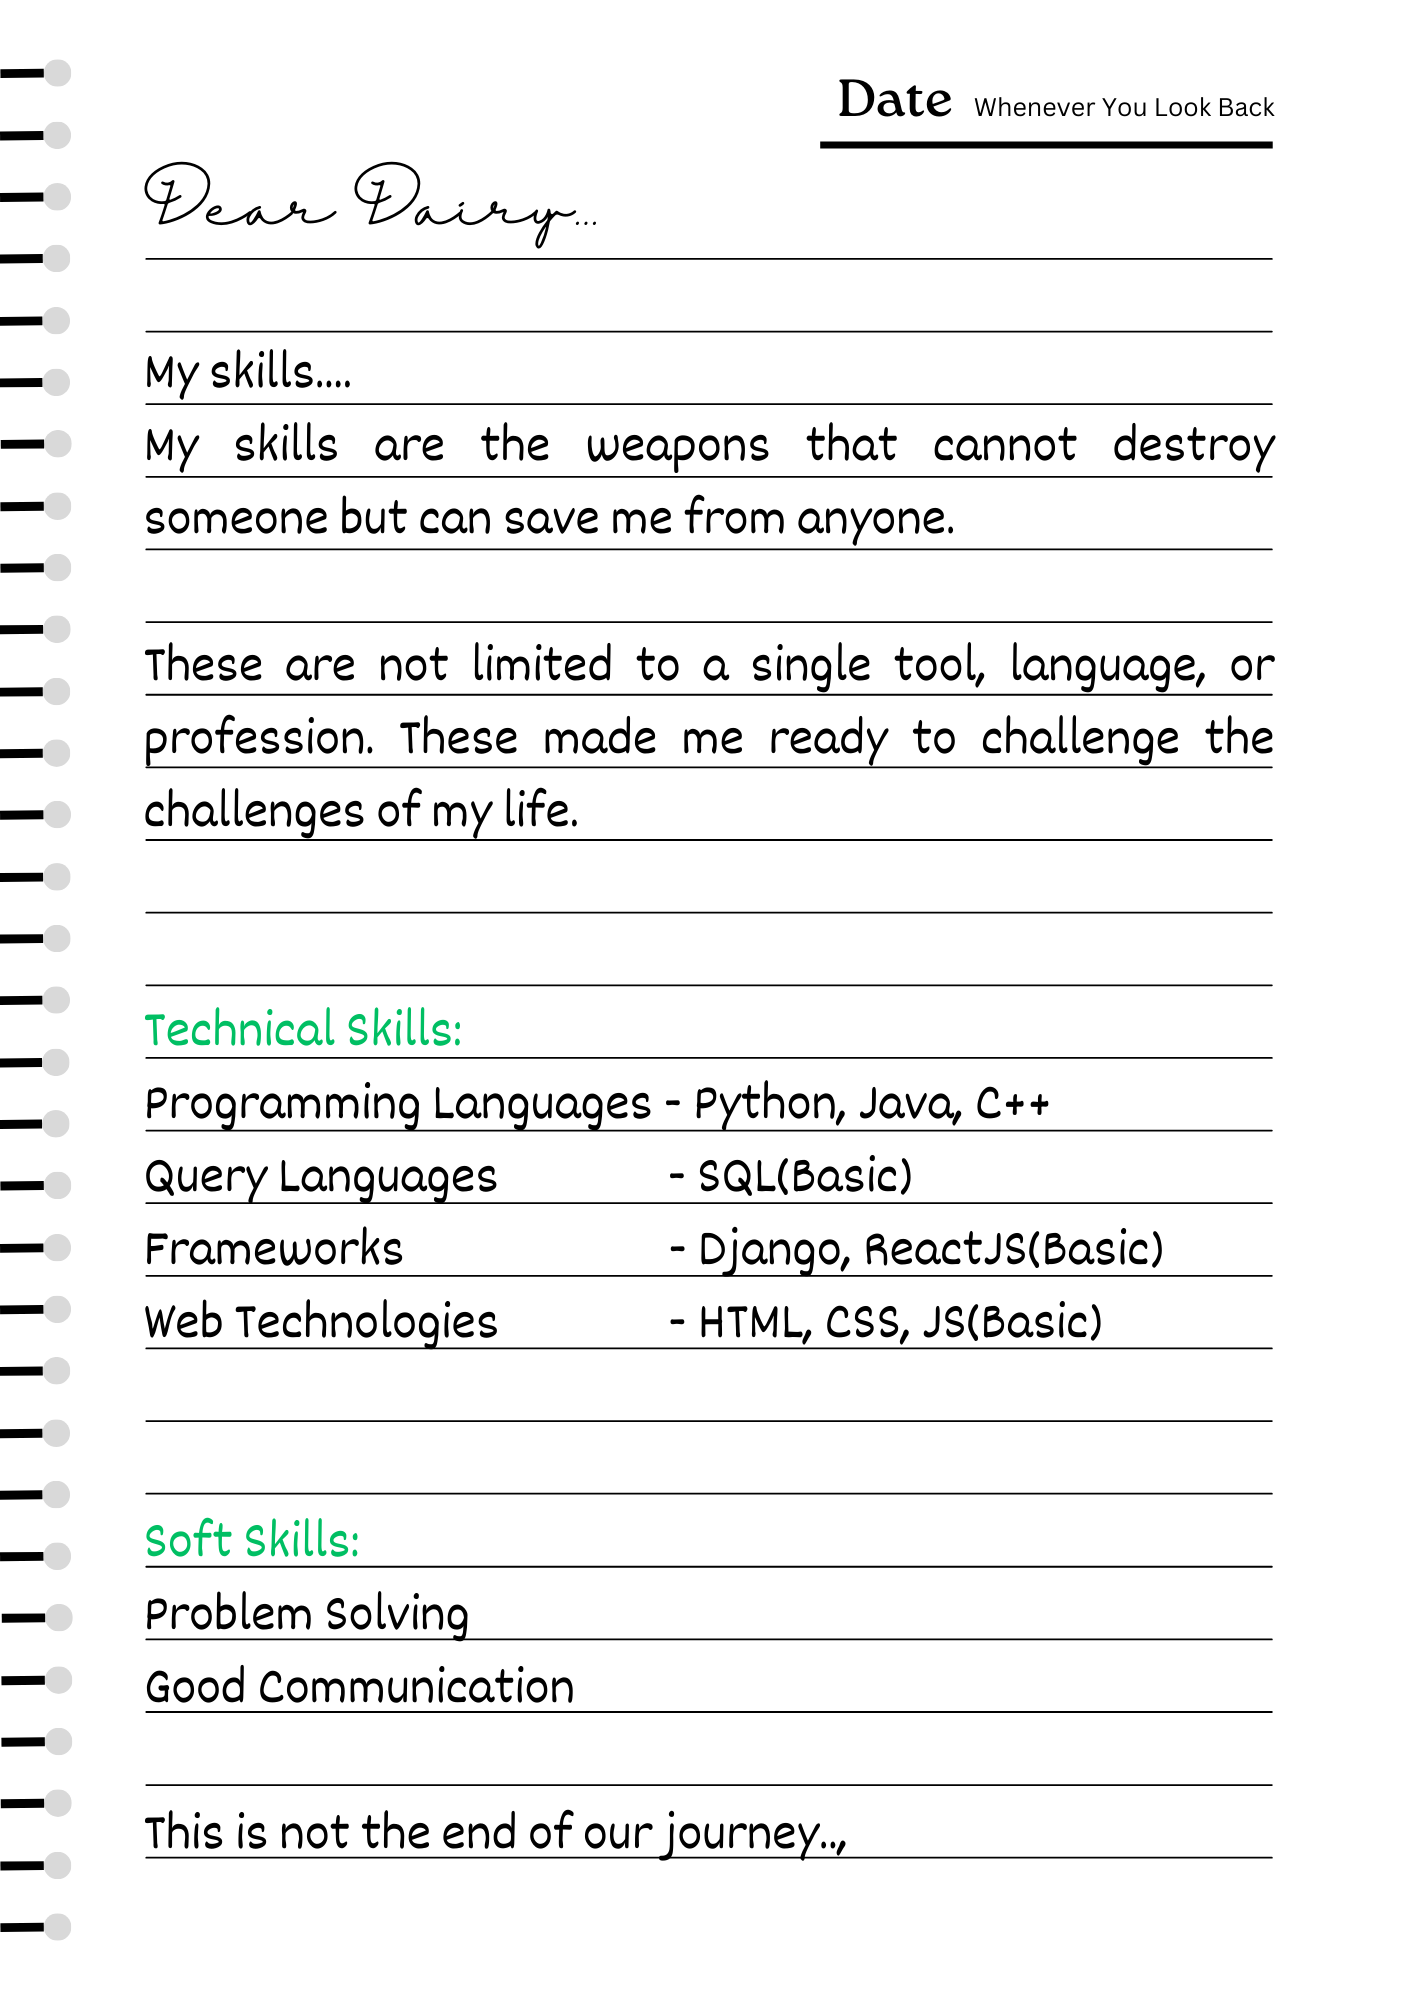 Date Whenever You Look Back
Dear Dairy...
My skills....
My skills are the weapons that cannot destroy
someone but can save me from anyone.
These are not limited to a single tool, language, or
profession. These made me ready to challenge the
challenges of my life.
Technical Skills:
Programming Languages - Python, Java, C++
Query Languages - SQL(Basic)
Frameworks - Django, ReactJS(Basic)
Web Technologies - HTML, CSS, JS(Basic)
Soft Skills:
Problem Solving
Good Communication
This is not the end of our journey..,